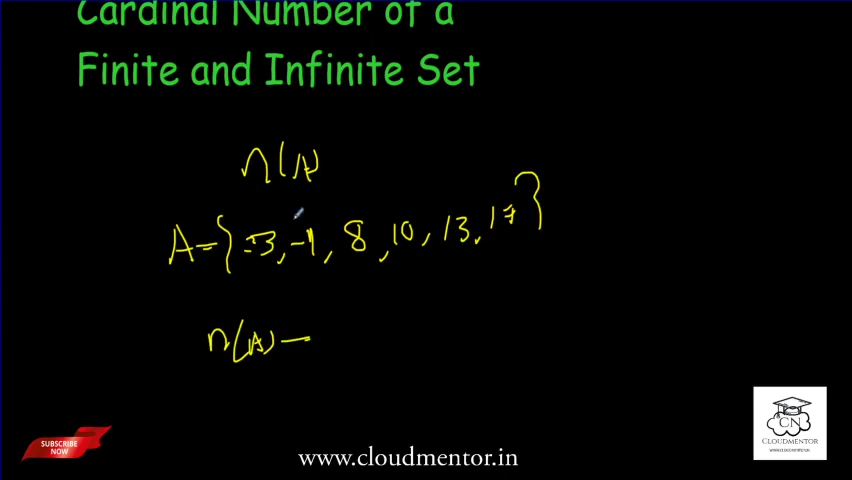 Cardinal Number of a
Finite and Infinite Set
n(A)
A={-3,-1, 8,10, 13, 17}
n(A) -
SUBSCRIBE
NOW
CN
CLOUDMENTOR
www.cloudmentor.in